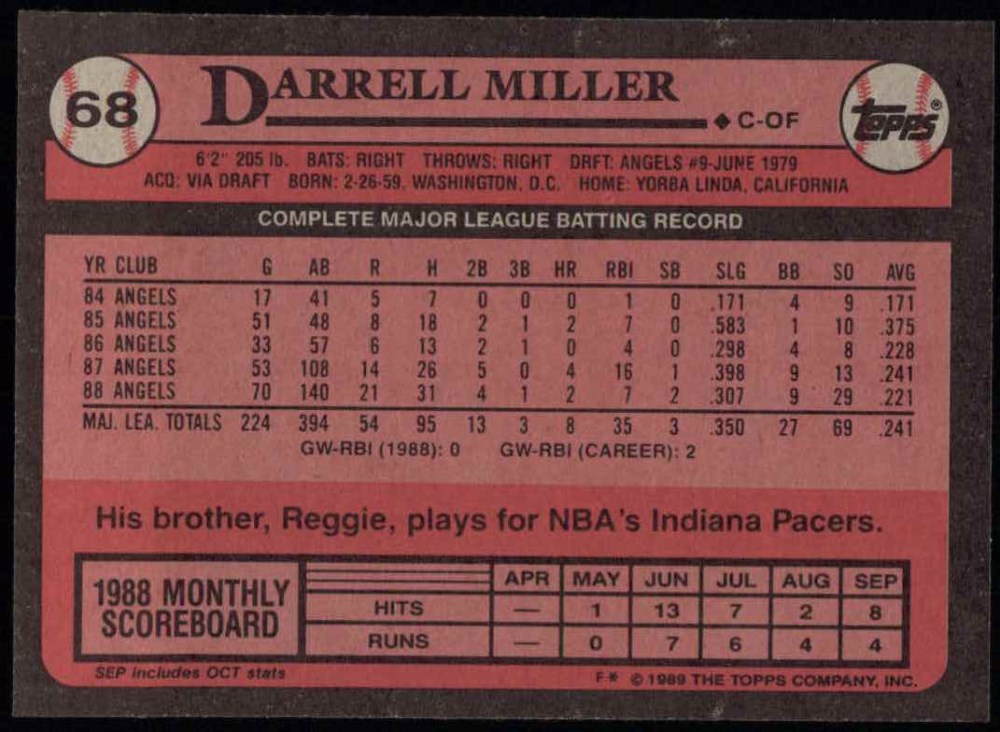 68 DARRELL MILLER ◆ C-OF TOPPS®
6'2" 205 lb. BATS: RIGHT THROWS: RIGHT DRFT: ANGELS #9-JUNE 1979
ACQ: VIA DRAFT BORN: 2-26-59, WASHINGTON, D.C. HOME: YORBA LINDA, CALIFORNIA
COMPLETE MAJOR LEAGUE BATTING RECORD
YR CLUB G AB R H 2B 3B HR RBI SB SLG BB SO AVG
84 ANGELS 17 41 5 7 0 0 0 1 0 .171 4 9 .171
85 ANGELS 51 48 8 18 2 1 2 7 0 .583 1 10 .375
86 ANGELS 33 57 6 13 2 1 0 4 0 .298 4 8 .228
87 ANGELS 53 108 14 26 5 0 4 16 1 .398 9 13 .241
88 ANGELS 70 140 21 31 4 1 2 7 2 .307 9 29 .221
MAJ. LEA. TOTALS 224 394 54 95 13 3 8 35 3 .350 27 69 .241
GW-RBI (1988): 0 GW-RBI (CAREER): 2
His brother, Reggie, plays for NBA's Indiana Pacers.
1988 MONTHLY
SCOREBOARD
APR MAY JUN JUL AUG SEP
HITS — 1 13 7 2 8
RUNS — 0 7 6 4 4
SEP includes OCT stats
F* © 1989 THE TOPPS COMPANY, INC.